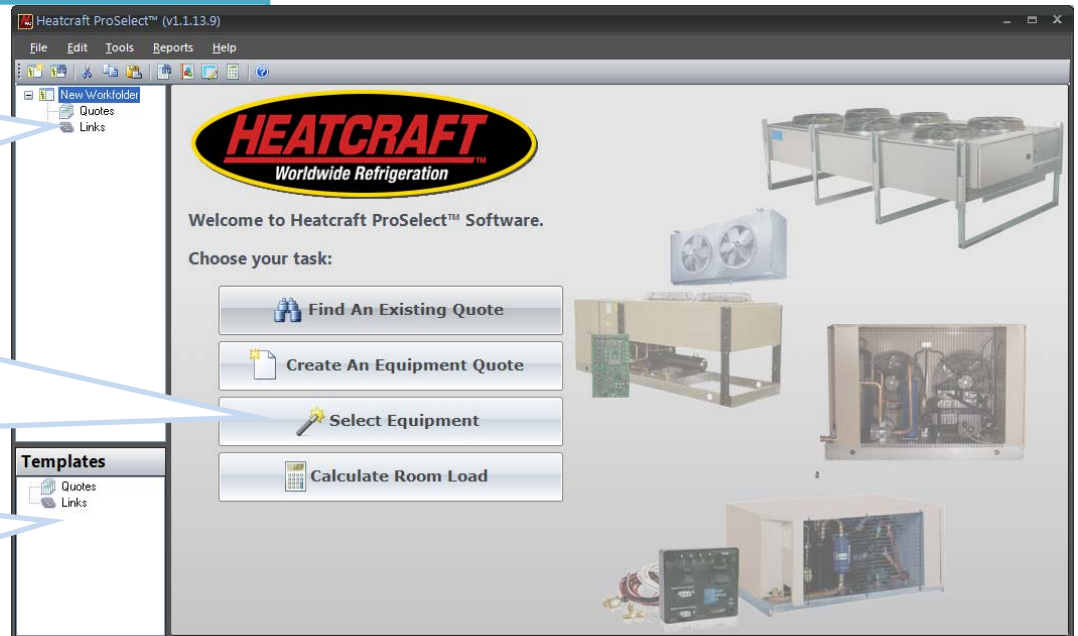 Heatcraft ProSelect™ (v1.1.13.9)
File Edit Tools Reports Help
New Workfolder
Quotes
Links
HEATCRAFT™
Worldwide Refrigeration
Welcome to Heatcraft ProSelect™ Software.
Choose your task:
Find An Existing Quote
Create An Equipment Quote
Select Equipment
Calculate Room Load
Templates
Quotes
Links